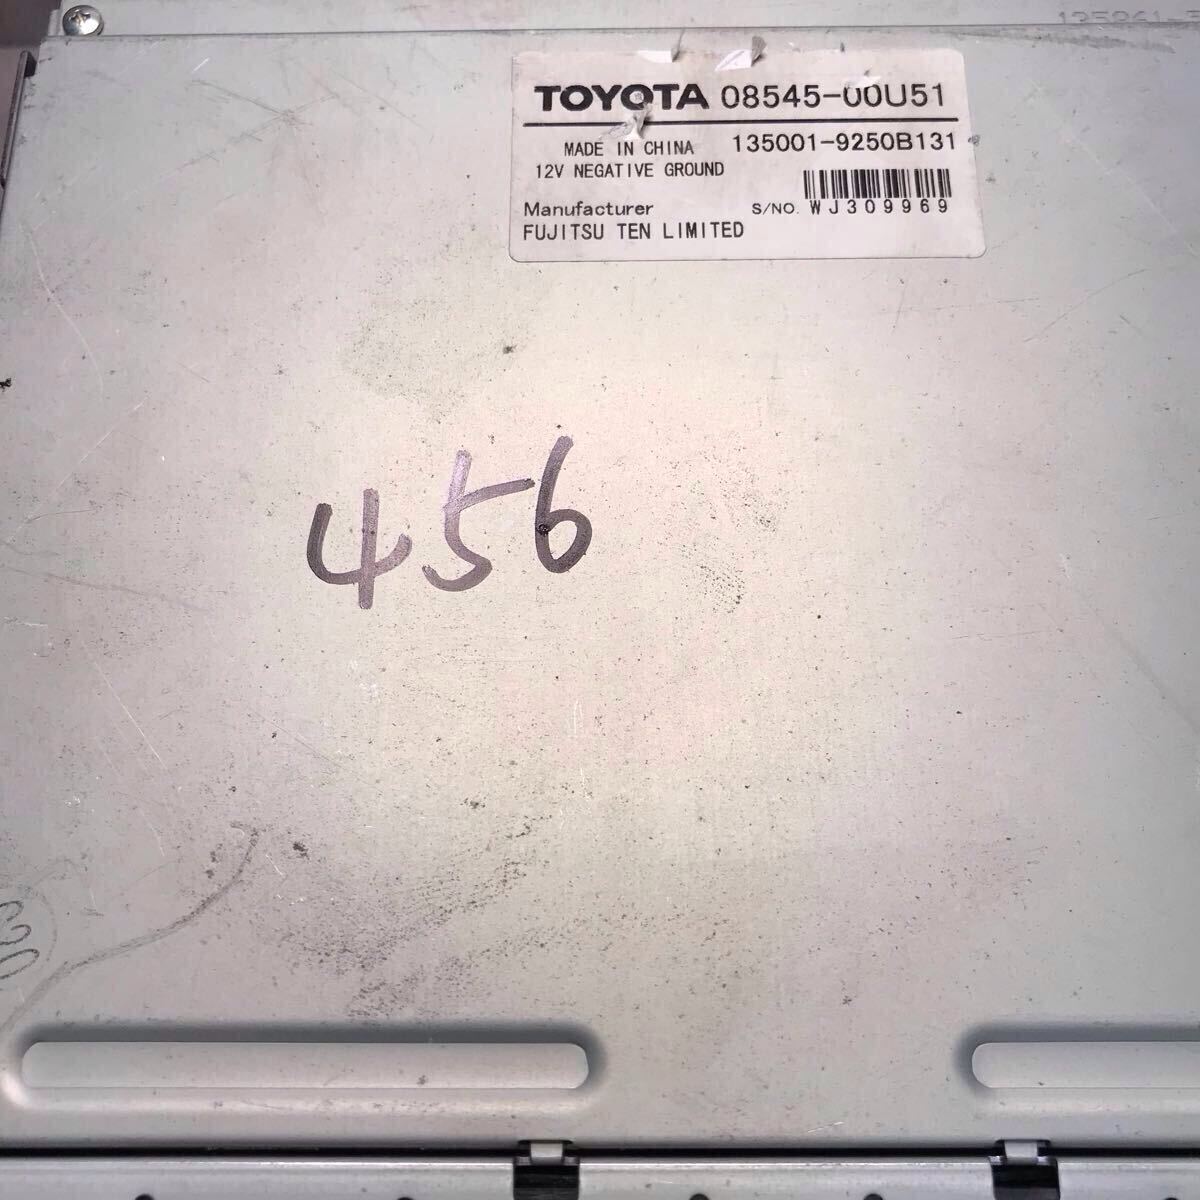 TOYOTA 08545-00U51
MADE IN CHINA 135001-9250B131
12V NEGATIVE GROUND
Manufacturer S/NO. WJ309969
FUJITSU TEN LIMITED
456